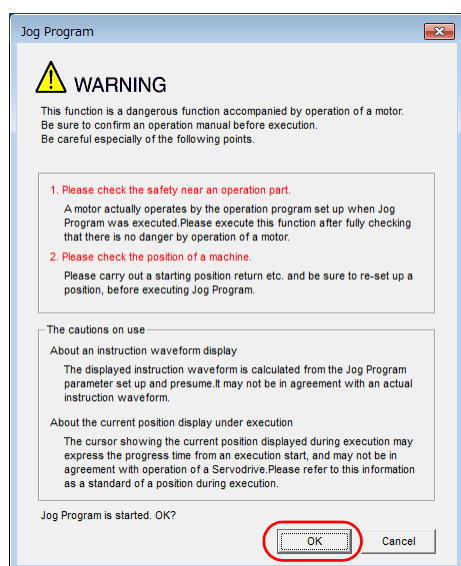 Jog Program
WARNING
This function is a dangerous function accompanied by operation of a motor.
Be sure to confirm an operation manual before execution.
Be careful especially of the following points.
1. Please check the safety near an operation part.
A motor actually operates by the operation program set up when Jog
Program was executed.Please execute this function after fully checking
that there is no danger by operation of a motor.
2. Please check the position of a machine.
Please carry out a starting position return etc. and be sure to re-set up a
position, before executing Jog Program.
The cautions on use
About an instruction waveform display
The displayed instruction waveform is calculated from the Jog Program
parameter set up and presume.It may not be in agreement with an actual
instruction waveform.
About the current position display under execution
The cursor showing the current position displayed during execution may
express the progress time from an execution start, and may not be in
agreement with operation of a Servodrive.Please refer to this information
as a standard of a position during execution.
Jog Program is started. OK?
OK
Cancel